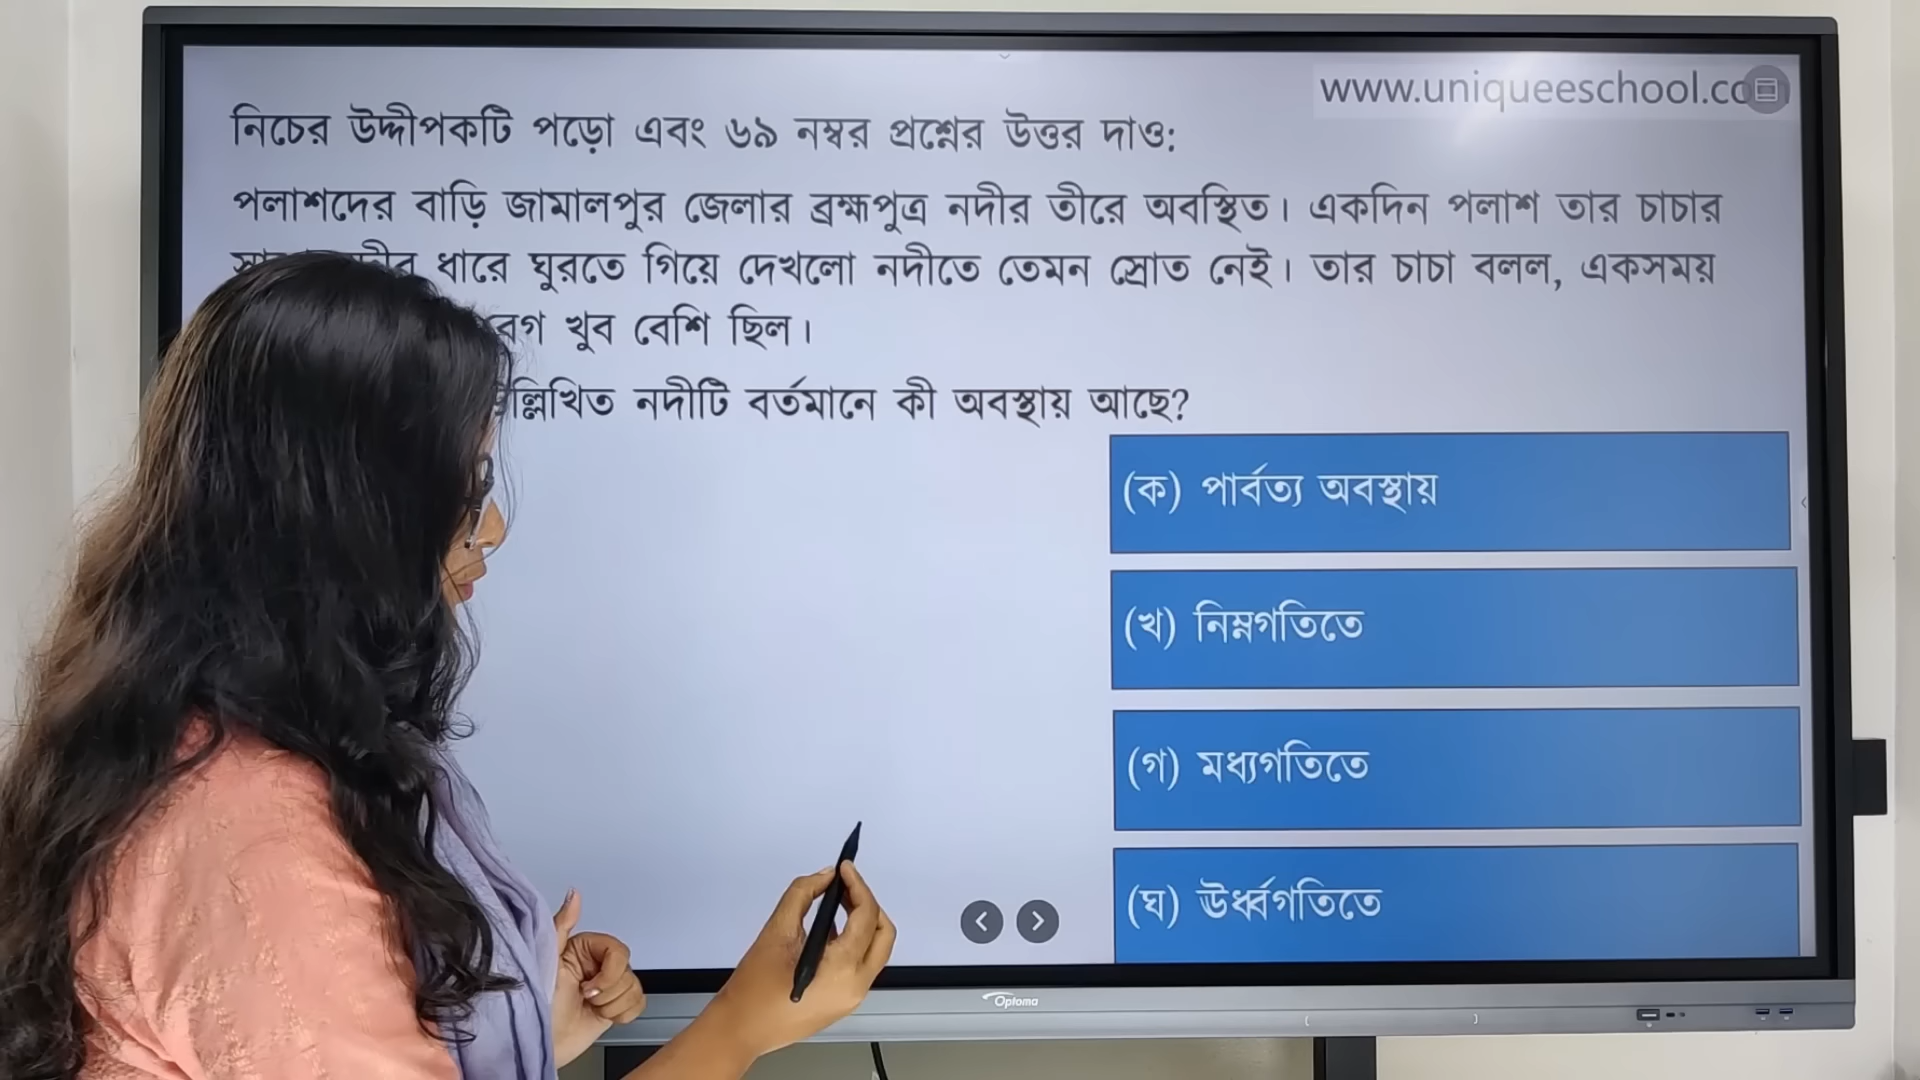 www.uniqueeschool.co
নিচের উদ্দীপকটি পড়ো এবং ৬৯ নম্বর প্রশ্নের উত্তর দাও:
পলাশদের বাড়ি জামালপুর জেলার ব্রহ্মপুত্র নদীর তীরে অবস্থিত। একদিন পলাশ তার চাচার
ধারে ঘুরতে গিয়ে দেখলো নদীতে তেমন স্রোত নেই। তার চাচা বলল, একসময়
খুব বেশি ছিল।
নদীটি বর্তমানে কী অবস্থায় আছে?
(ক) পার্বত্য অবস্থায়
(খ) নিম্নগতিতে
(গ) মধ্যগতিতে
(ঘ) ঊর্ধ্বগতিতে
Optoma